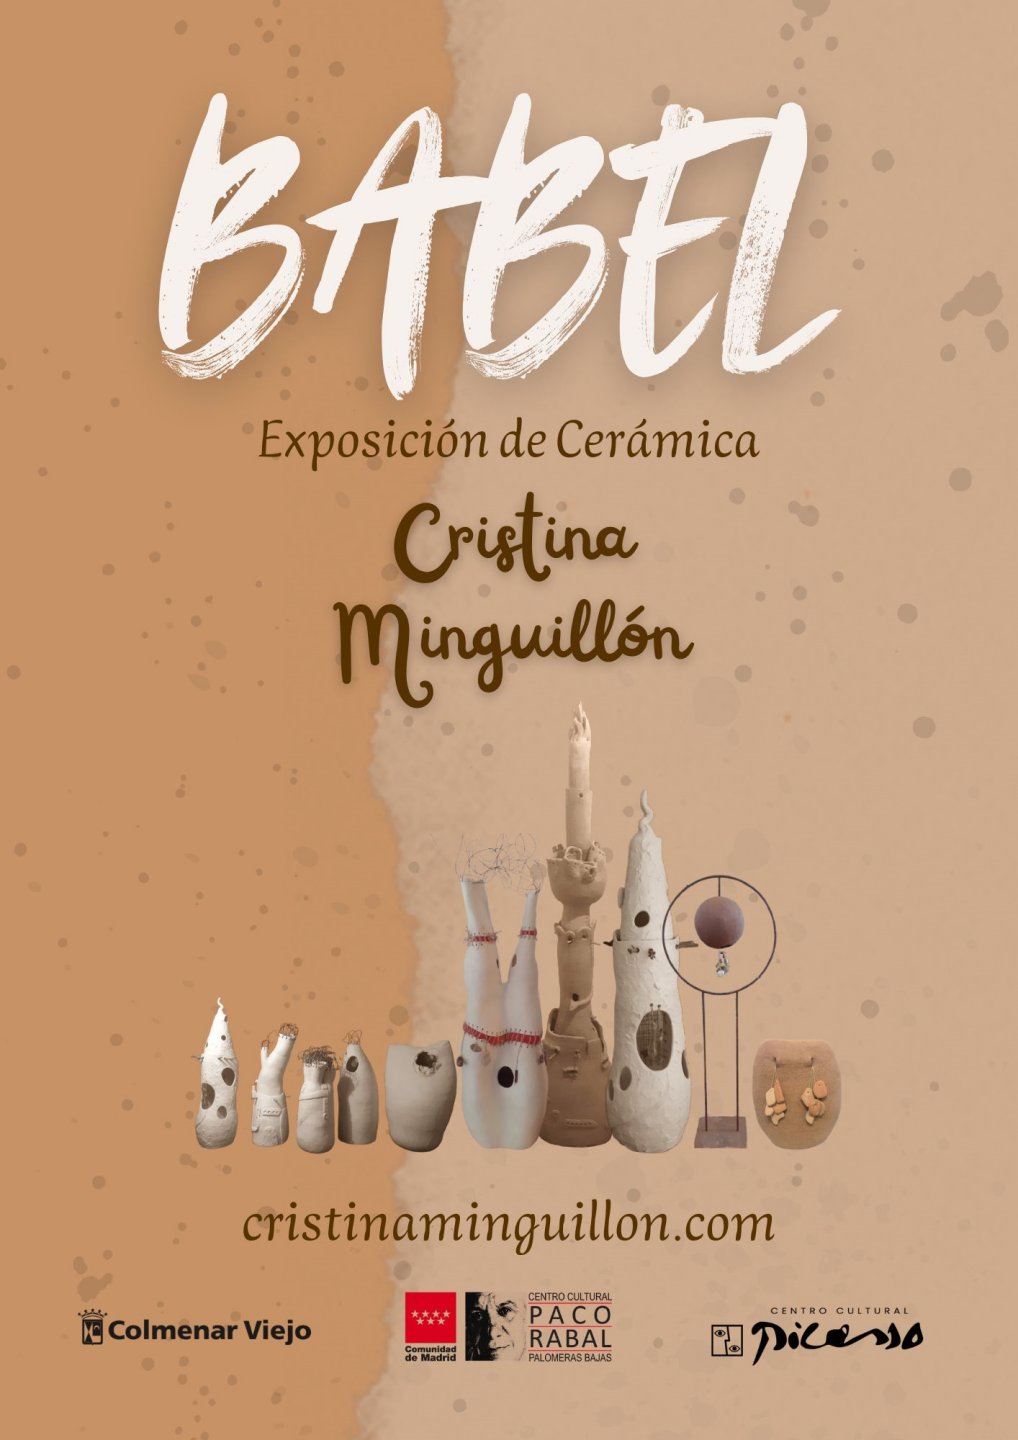 BABEL
Exposición de Cerámica
Cristina
Minguillón
cristinaminguillon.com
Colmenar Viejo
Comunidad
de Madrid
CENTRO CULTURAL
PACO
RABAL
PALOMERAS BAJAS
CENTRO CULTURAL
Picasso